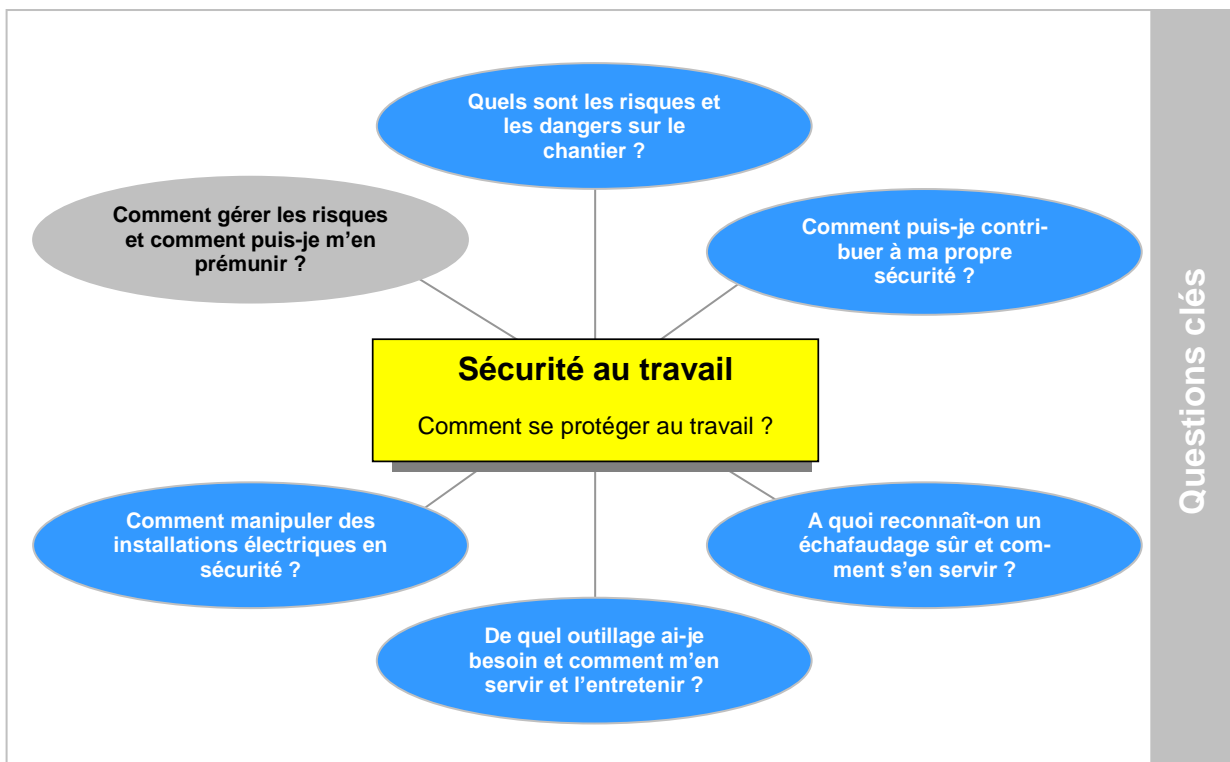 Quels sont les risques et
les dangers sur le
chantier ?
Comment gérer les risques
et comment puis-je m’en
prémunir ?
Comment puis-je contri-
buer à ma propre
sécurité ?
Sécurité au travail
Comment se protéger au travail ?
Comment manipuler des
installations électriques en
sécurité ?
A quoi reconnaît-on un
échafaudage sûr et com-
ment s’en servir ?
De quel outillage ai-je
besoin et comment m’en
servir et l’entretenir ?
Questions clés